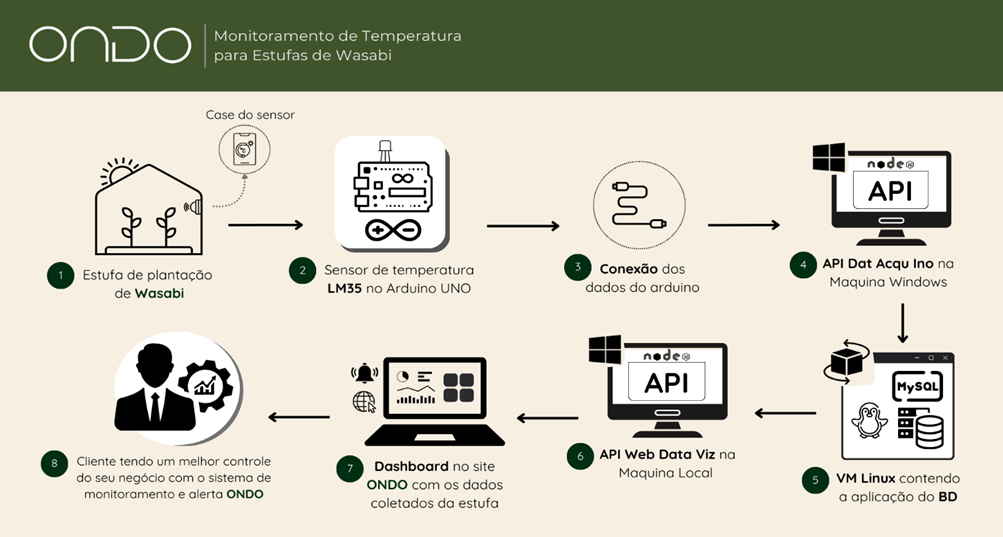 ONDO
Monitoramento de Temperatura
para Estufas de Wasabi
Case do sensor
1
Estufa de plantação
de Wasabi
2
Sensor de temperatura
LM35 no Arduino UNO
3
Conexão dos
dados do arduino
node JS
API
4
API Dat Acqu Ino na
Maquina Windows
MySQL
5
VM Linux contendo
a aplicação do BD
node JS
API
6
API Web Data Viz na
Maquina Local
7
Dashboard no site
ONDO com os dados
coletados da estufa
8
Cliente tendo um melhor controle
do seu negócio com o sistema de
monitoramento e alerta ONDO